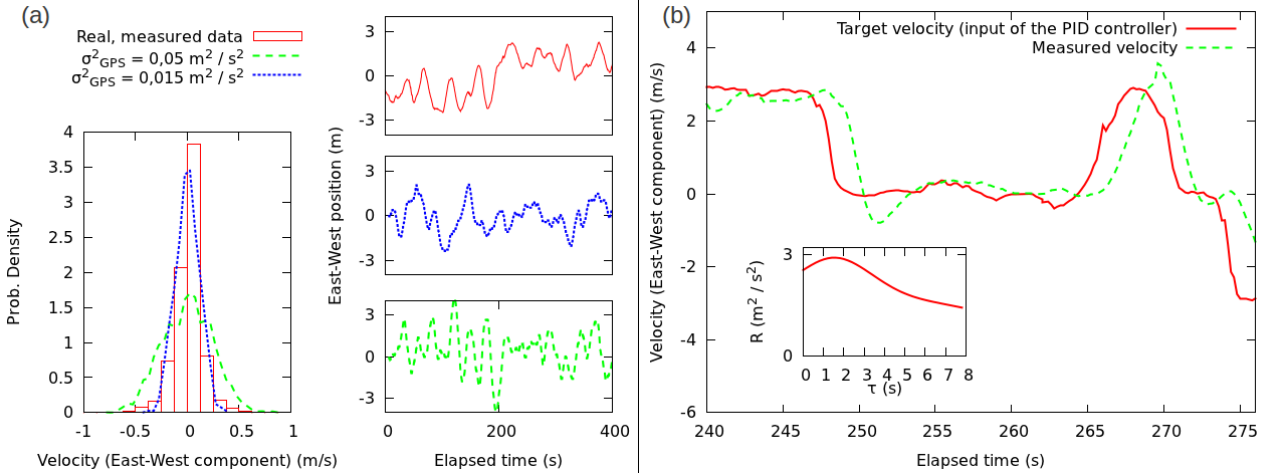 (a)
Real, measured data
σ²GPS = 0,05 m² / s²
σ²GPS = 0,015 m² / s²
Prob. Density
4
3.5
3
2.5
2
1.5
1
0.5
0
-1
-0.5
0
0.5
1
Velocity (East-West component) (m/s)
East-West position (m)
3
0
-3
3
0
-3
3
0
-3
0
200
400
Elapsed time (s)
(b)
Target velocity (input of the PID controller)
Measured velocity
Velocity (East-West component) (m/s)
4
2
0
-2
-4
-6
240
245
250
255
260
265
270
275
Elapsed time (s)
R (m² / s²)
3
0
0 1 2 3 4 5 6 7 8
τ (s)